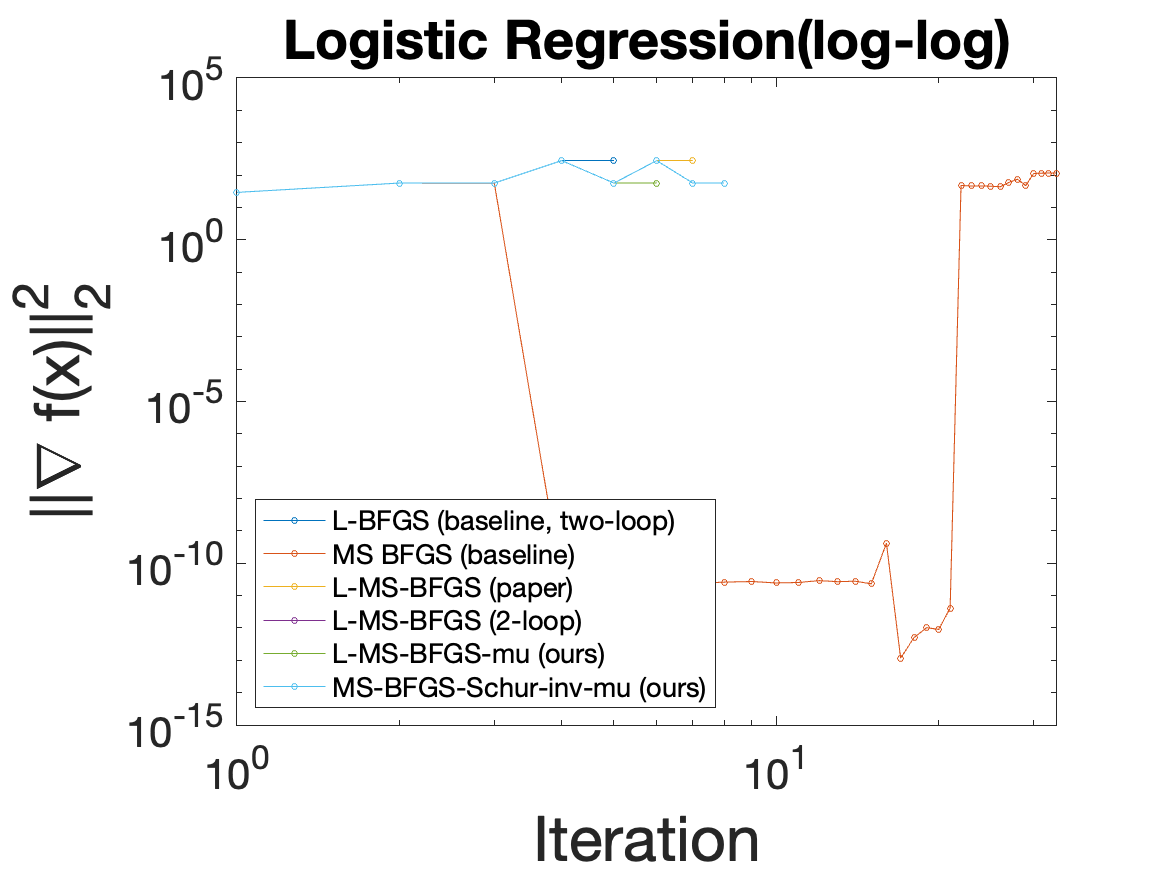 Logistic Regression(log-log)
10^5
10^0
10^-5
10^-10
10^-15
||∇ f(x)||_2^2
L-BFGS (baseline, two-loop)
MS BFGS (baseline)
L-MS-BFGS (paper)
L-MS-BFGS (2-loop)
L-MS-BFGS-mu (ours)
MS-BFGS-Schur-inv-mu (ours)
10^0
10^1
Iteration